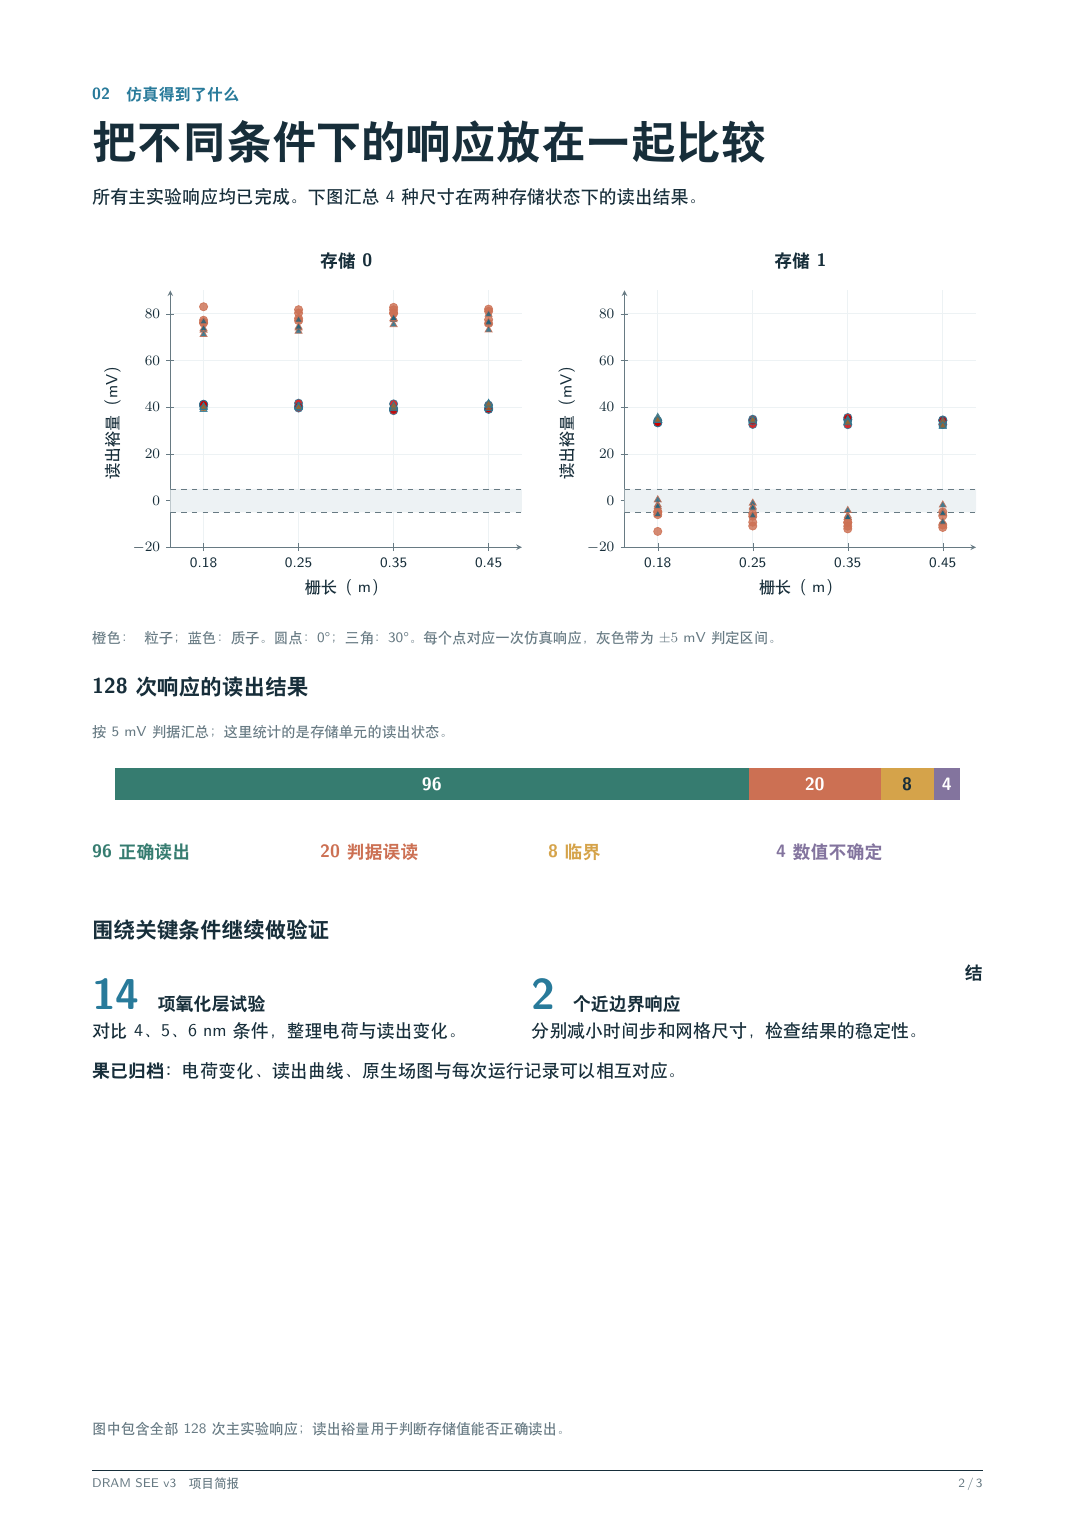 02 仿真得到了什么
把不同条件下的响应放在一起比较
所有主实验响应均已完成。下图汇总 4 种尺寸在两种存储状态下的读出结果。
存储 0
80
60
40
20
0
−20
读出裕量（mV）
0.18 0.25 0.35 0.45
栅长（ m）
存储 1
80
60
40
20
0
−20
读出裕量（mV）
0.18 0.25 0.35 0.45
栅长（ m）
橙色： 粒子；蓝色：质子。圆点：0°；三角：30°。每个点对应一次仿真响应，灰色带为 ±5 mV 判定区间。
128 次响应的读出结果
按 5 mV 判据汇总；这里统计的是存储单元的读出状态。
96 20 8 4
96 正确读出 20 判据误读 8 临界 4 数值不确定
围绕关键条件继续做验证
结
14 项氧化层试验 2 个近边界响应
对比 4、5、6 nm 条件，整理电荷与读出变化。 分别减小时间步和网格尺寸，检查结果的稳定性。
果已归档：电荷变化、读出曲线、原生场图与每次运行记录可以相互对应。
图中包含全部 128 次主实验响应；读出裕量用于判断存储值能否正确读出。
DRAM SEE v3 项目简报 2 / 3